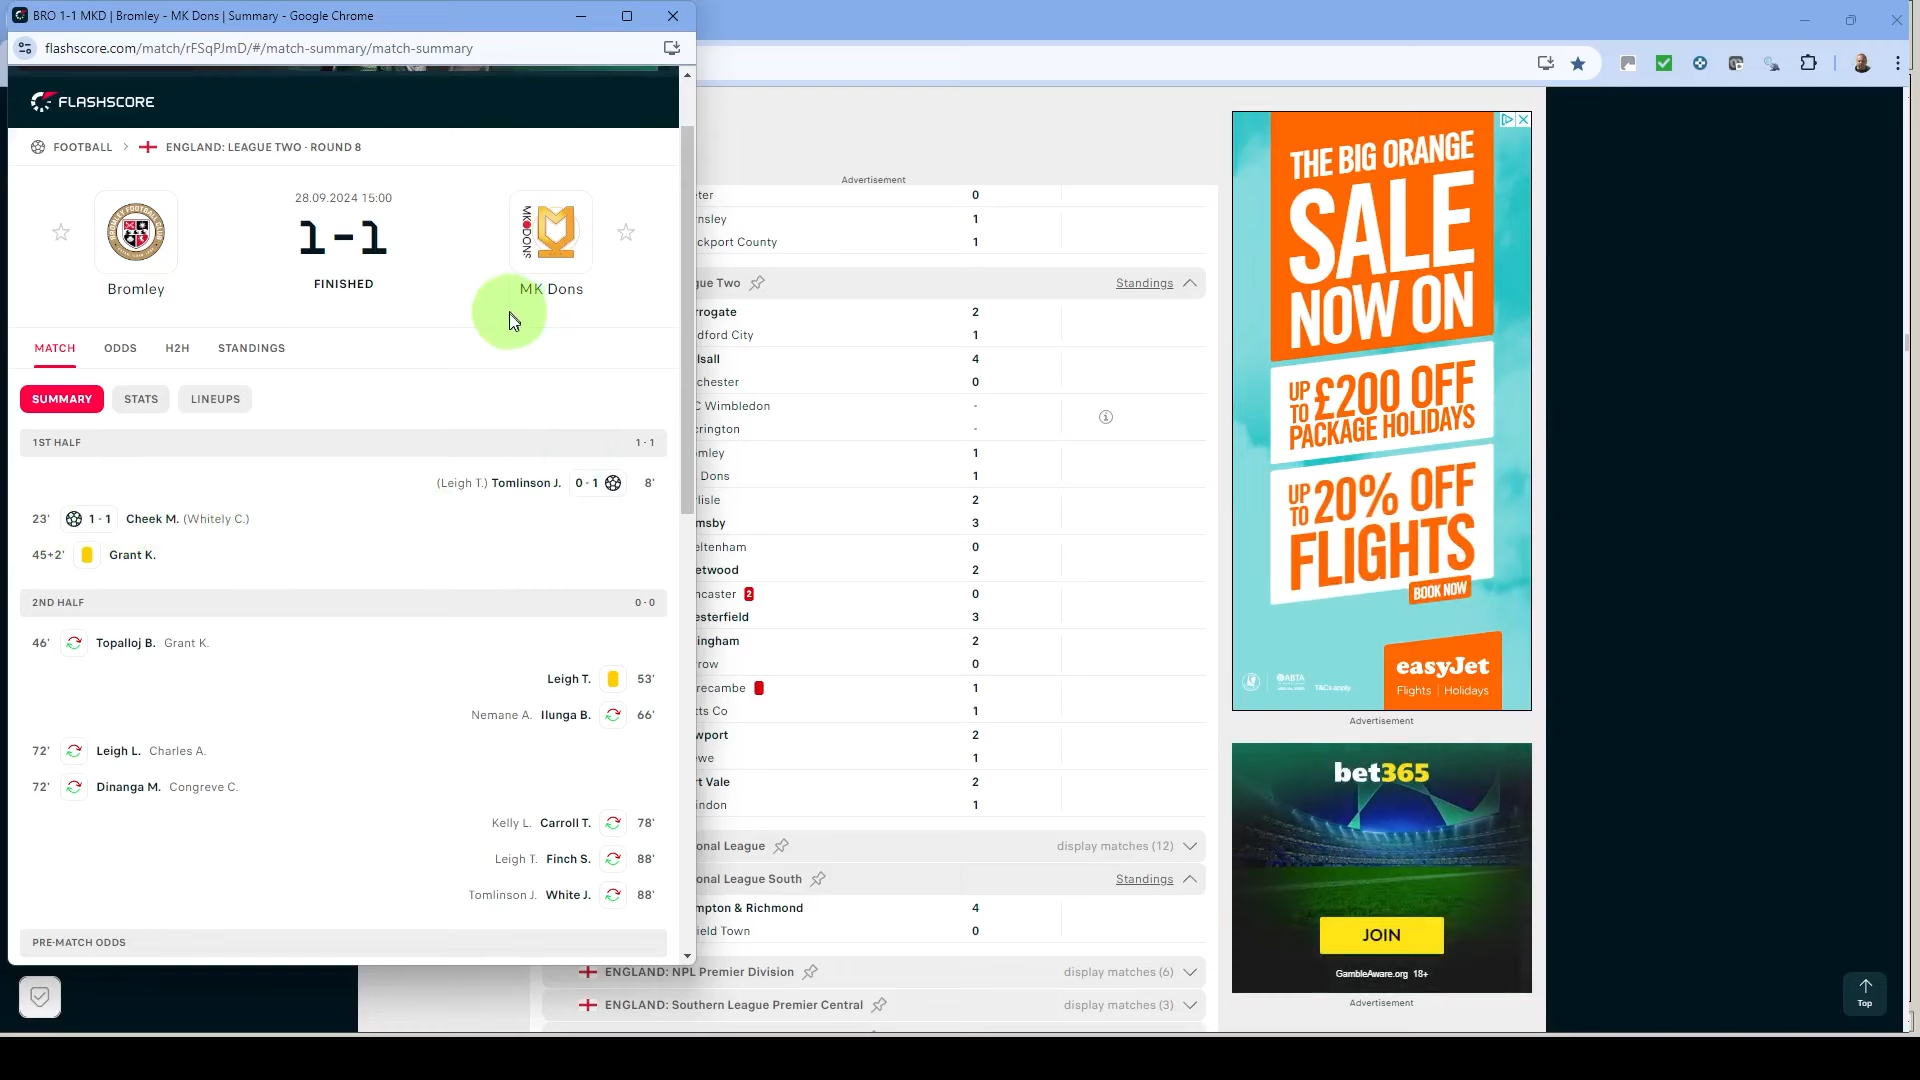 BRO 1-1 MKD | Bromley - MK Dons | Summary - Google Chrome
flashscore.com/match/rFSqPJmD/#/match-summary/match-summary
FLASHSCORE
FOOTBALL > ENGLAND: LEAGUE TWO - ROUND 8
28.09.2024 15:00
1-1
FINISHED
Bromley
MK DONS
MK Dons
MATCH ODDS H2H STANDINGS
SUMMARY STATS LINEUPS
1ST HALF 1 - 1
(Leigh T.) Tomlinson J. 0 - 1 8'
23' 1 - 1 Cheek M. (Whitely C.)
45+2' Grant K.
2ND HALF 0 - 0
46' Topalloj B. Grant K.
Leigh T. 53'
Nemane A. Ilunga B. 66'
72' Leigh L. Charles A.
72' Dinanga M. Congreve C.
Kelly L. Carroll T. 78'
Leigh T. Finch S. 88'
Tomlinson J. White J. 88'
PRE-MATCH ODDS
Advertisement
ter 0
nsley 1
ckport County 1
gue Two Standings
rrogate 2
dford City 1
lsall 4
chester 0
C Wimbledon -
crington -
mley 1
Dons 1
lisle 2
msby 3
eltenham 0
etwood 2
ncaster 2 0
esterfield 3
ingham 2
row 0
recambe 1
ts Co 1
wport 2
we 1
t Vale 2
indon 1
onal League display matches (12)
onal League South Standings
mpton & Richmond 4
ield Town 0
ENGLAND: NPL Premier Division display matches (6)
ENGLAND: Southern League Premier Central display matches (3)
THE BIG ORANGE
SALE
NOW ON
UP TO £200 OFF
PACKAGE HOLIDAYS
UP TO 20% OFF
FLIGHTS
BOOK NOW
easyJet
Flights | Holidays
ABTA
T&Cs apply
Advertisement
bet365
JOIN
GambleAware.org 18+
Advertisement
Top